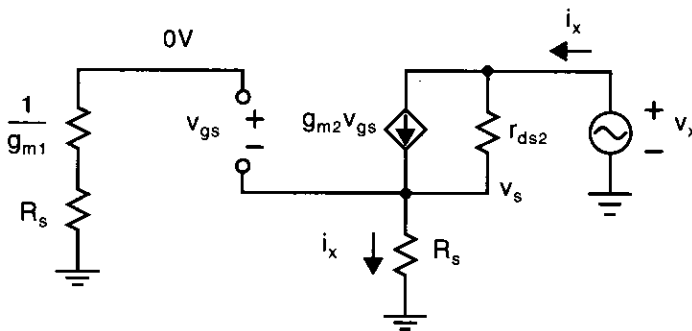 0V
i_x
1
g_m1
v_gs
+
-
g_m2 v_gs
r_ds2
+
-
v_x
R_s
v_s
i_x
R_s